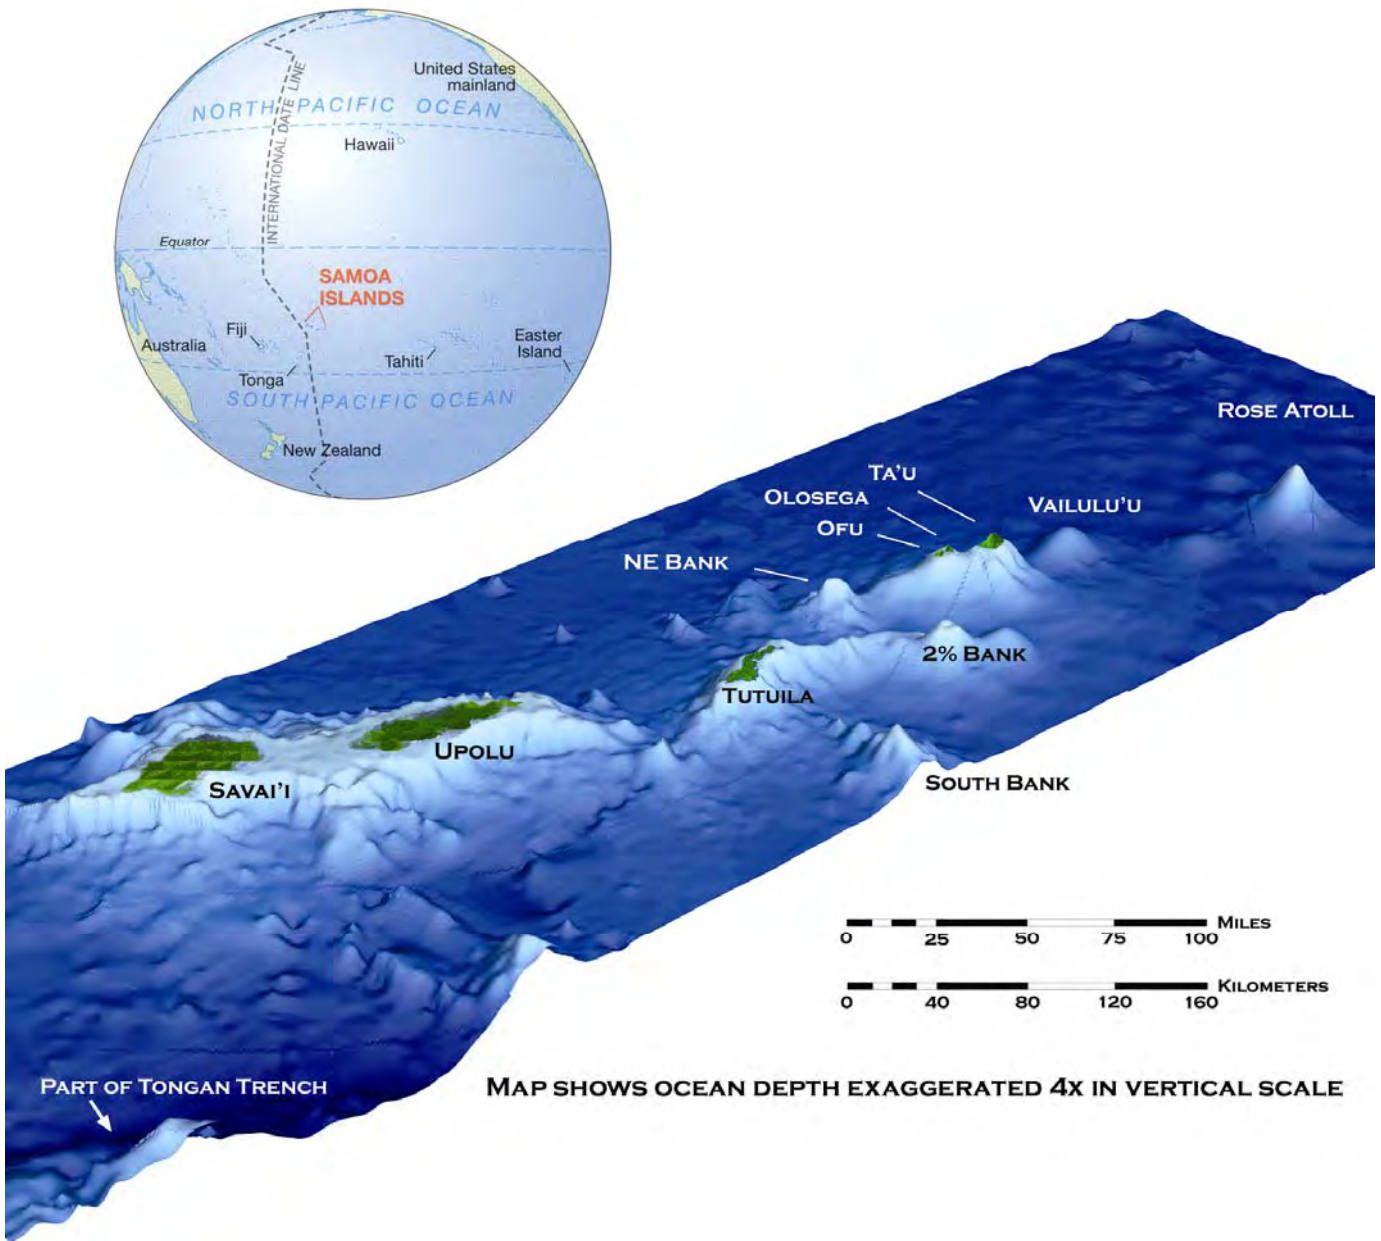 United States
mainland
NORTH PACIFIC OCEAN
INTERNATIONAL DATE LINE
Hawaii
Equator
SAMOA
ISLANDS
Fiji
Australia
Tonga
Tahiti
Easter
Island
SOUTH PACIFIC OCEAN
New Zealand
ROSE ATOLL
TA'U
OLOSEGA
OFU
VAILULU'U
NE BANK
2% BANK
TUTUILA
UPOLU
SAVAI'I
SOUTH BANK
MILES
0 25 50 75 100
KILOMETERS
0 40 80 120 160
PART OF TONGAN TRENCH
MAP SHOWS OCEAN DEPTH EXAGGERATED 4X IN VERTICAL SCALE